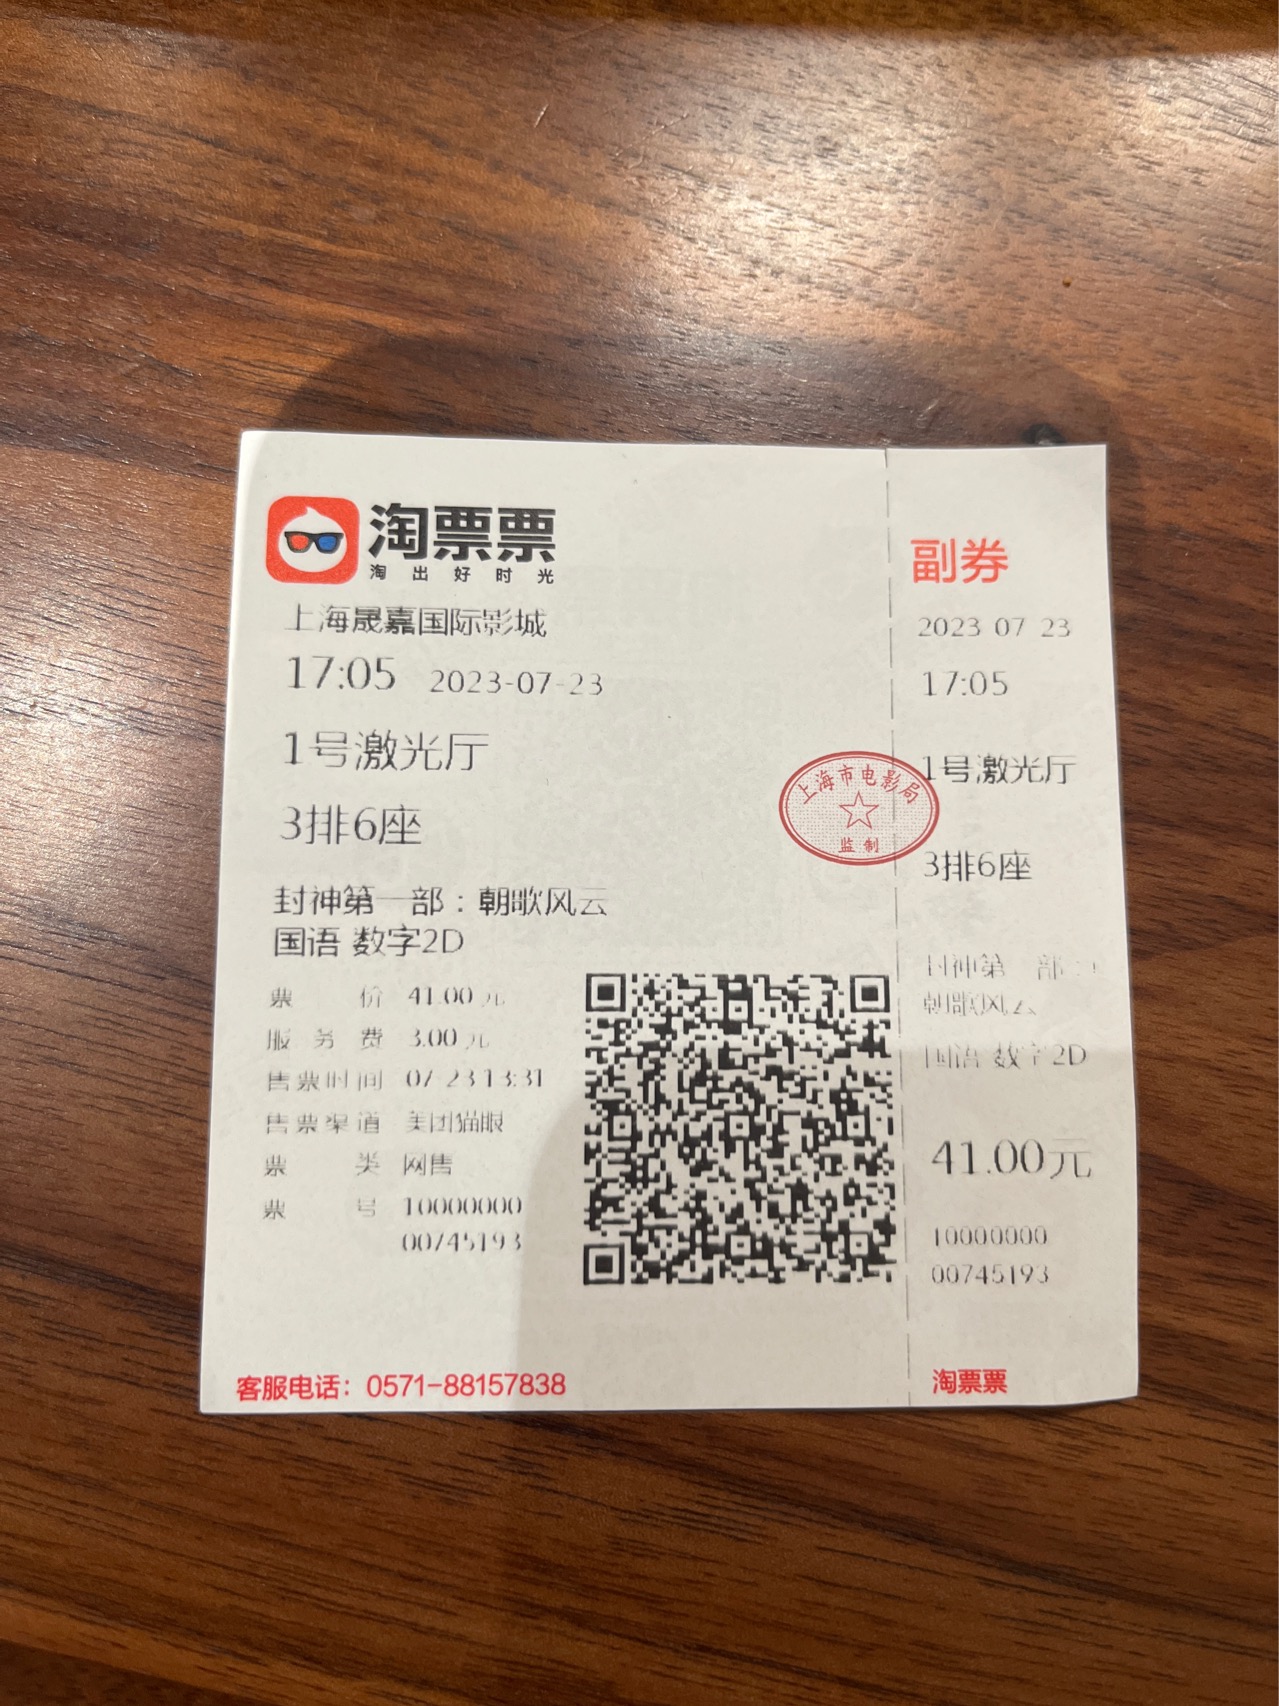 淘票票
淘出好时光
上海晟嘉国际影城
17:05 2023-07-23
1号激光厅
3排6座
封神第一部：朝歌风云
国语 数字2D
票价 41.00元
服务费 3.00元
售票时间 07-23 13:31
售票渠道 美团猫眼
票类 网售
票号 10000000
00745193
客服电话：0571-88157838
上海市电影局
监制
副券
2023 07 23
17:05
1号激光厅
3排6座
封神第一部：
朝歌风云
国语 数字2D
41.00元
10000000
00745193
淘票票